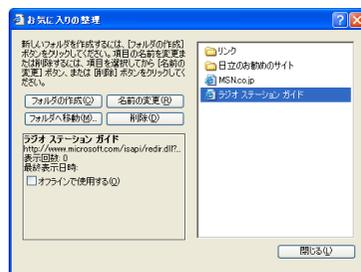 お気に入りの整理
新しいフォルダを作成するには、[フォルダの作成]
ボタンをクリックしてください。項目の名前を変更ま
たは削除するには、項目を選択してから [名前の
変更] ボタン、または [削除] ボタンをクリックしてく
ださい。
フォルダの作成(C)
名前の変更(R)
フォルダへ移動(M)...
削除(D)
ラジオ ステーション ガイド
http://www.microsoft.com/isapi/redir.dll?...
表示回数: 0
最終表示日時:
オフラインで使用する(O)
リンク
日立のお勧めのサイト
MSN.co.jp
ラジオ ステーション ガイド
閉じる(L)